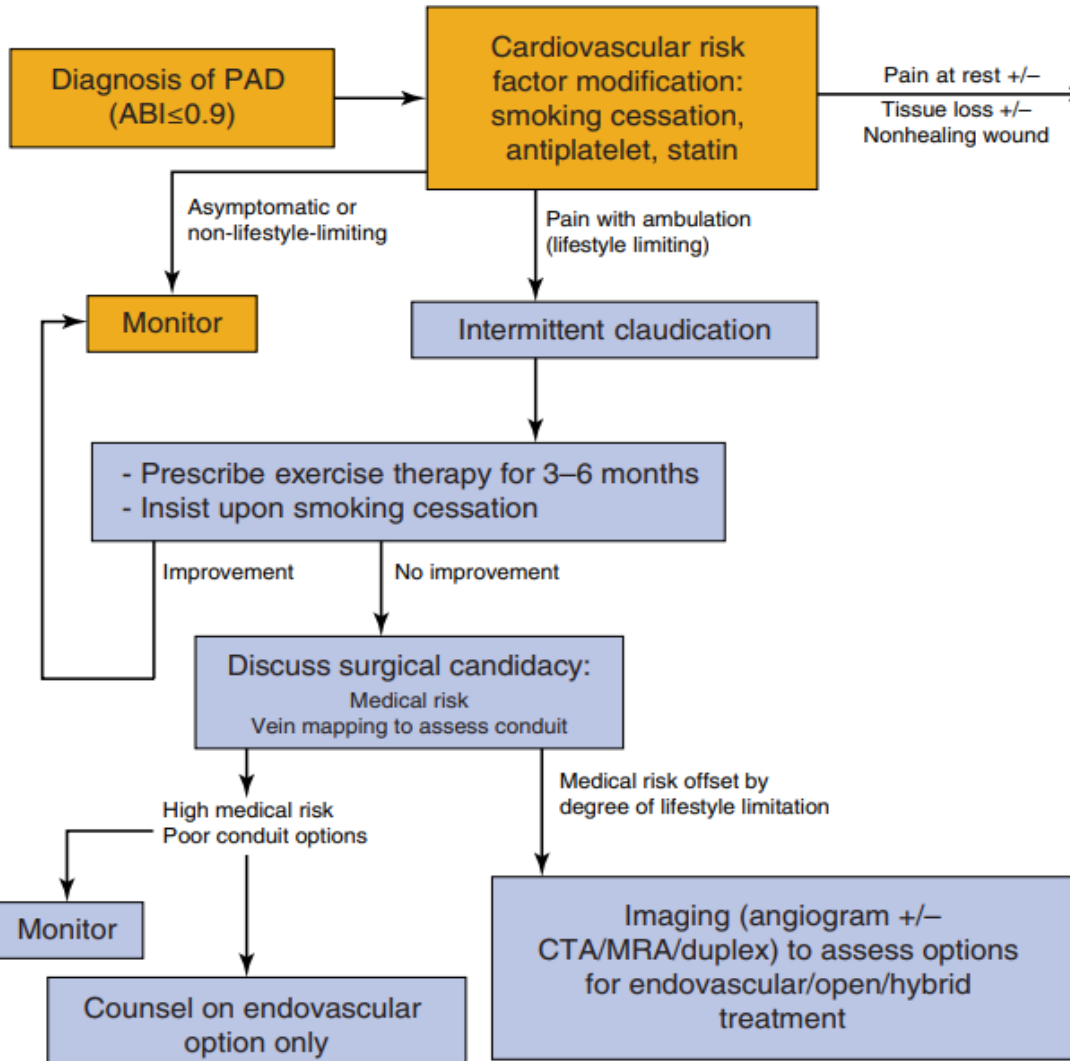 Diagnosis of PAD
(ABI≤0.9)
Cardiovascular risk
factor modification:
smoking cessation,
antiplatelet, statin
Pain at rest +/–
Tissue loss +/–
Nonhealing wound
Asymptomatic or
non-lifestyle-limiting
Pain with ambulation
(lifestyle limiting)
Monitor
Intermittent claudication
- Prescribe exercise therapy for 3–6 months
- Insist upon smoking cessation
Improvement
No improvement
Discuss surgical candidacy:
Medical risk
Vein mapping to assess conduit
High medical risk
Poor conduit options
Medical risk offset by
degree of lifestyle limitation
Monitor
Counsel on endovascular
option only
Imaging (angiogram +/–
CTA/MRA/duplex) to assess options
for endovascular/open/hybrid
treatment